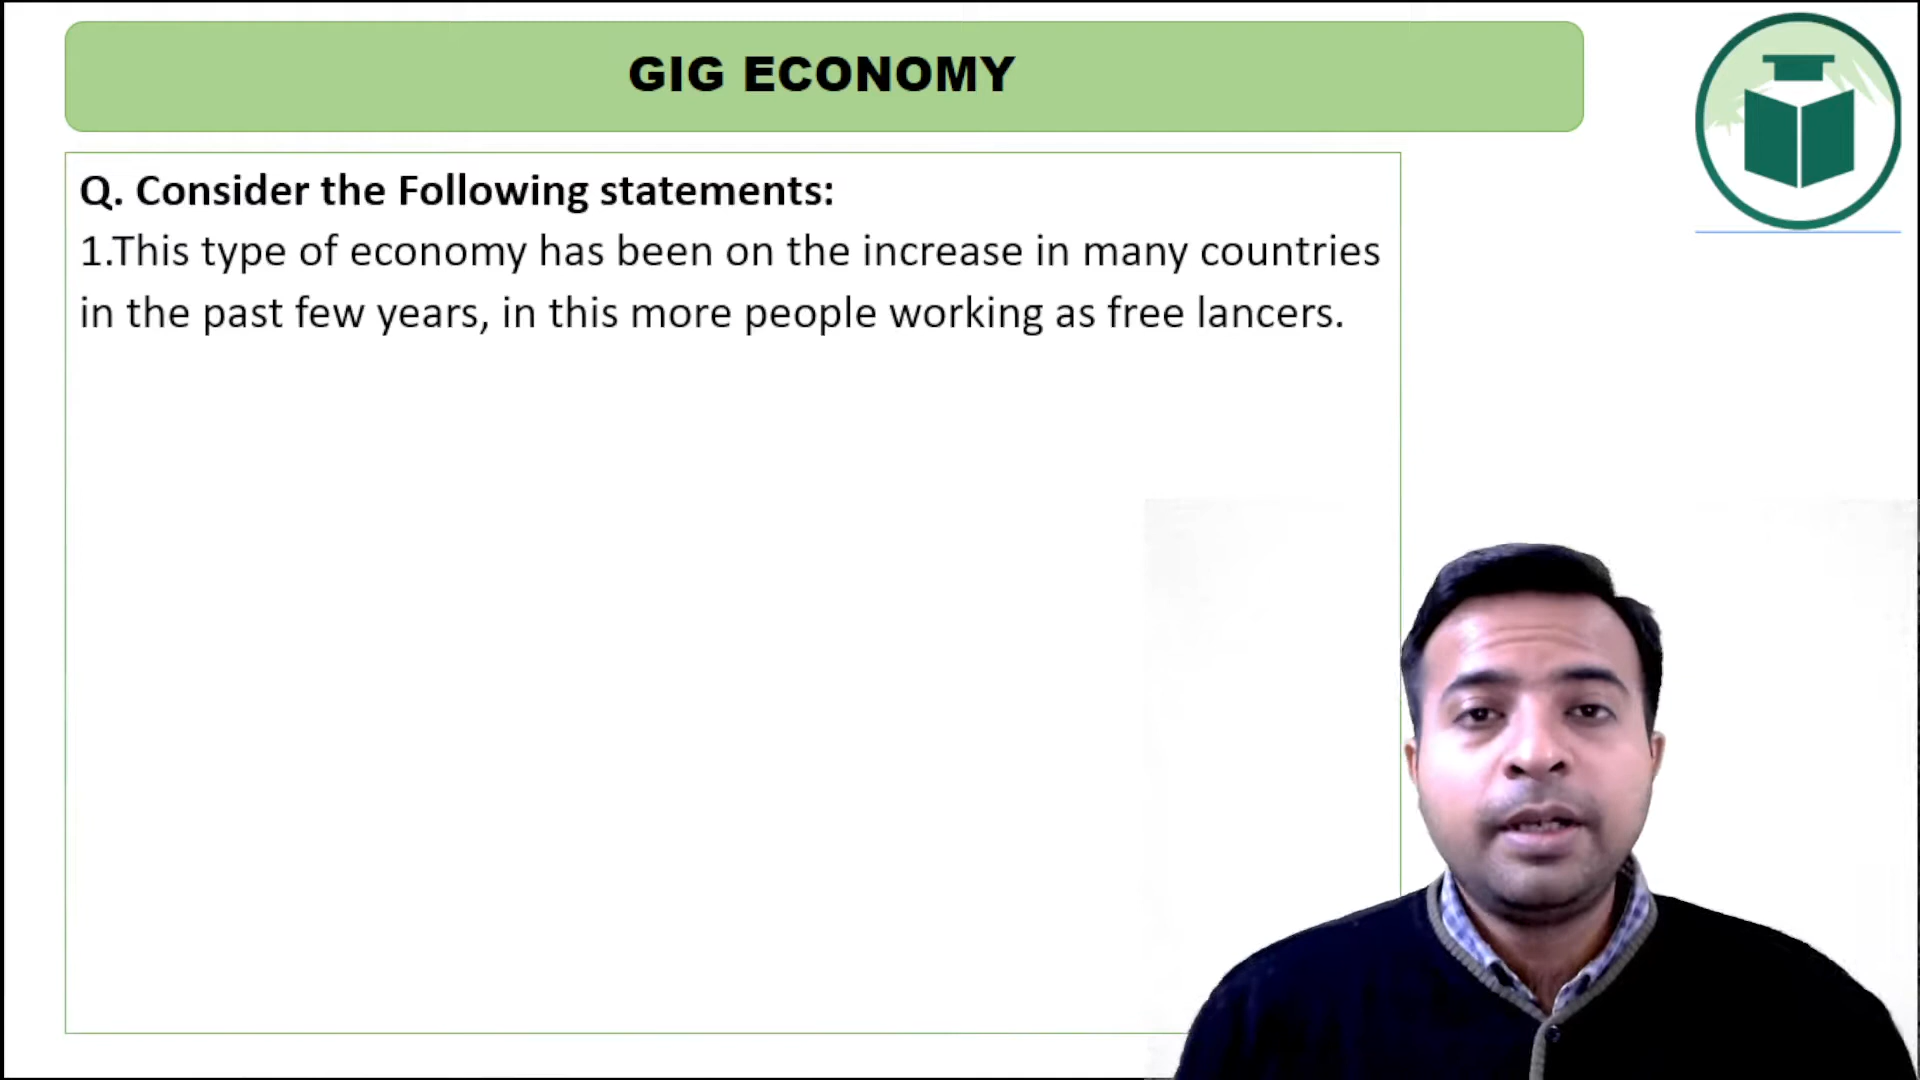 GIG ECONOMY
Q. Consider the Following statements:
1.This type of economy has been on the increase in many countries
in the past few years, in this more people working as free lancers.